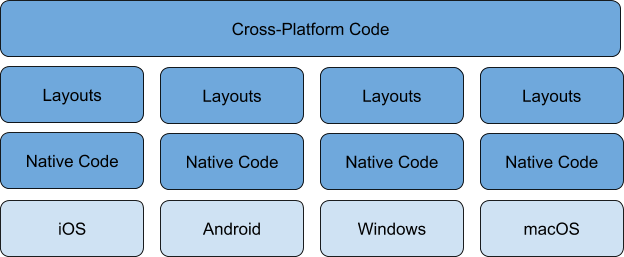 Cross-Platform Code
Layouts
Layouts
Layouts
Layouts
Native Code
Native Code
Native Code
Native Code
iOS
Android
Windows
macOS